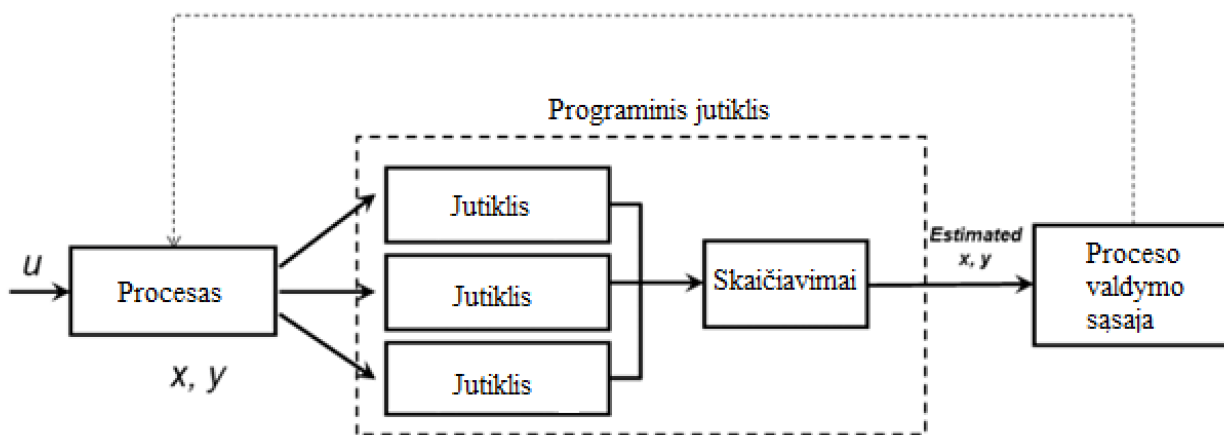 Programinis jutiklis
Jutiklis
u
Procesas
x, y
Jutiklis
Jutiklis
Skaičiavimai
Estimated
x, y
Proceso
valdymo
sąsaja